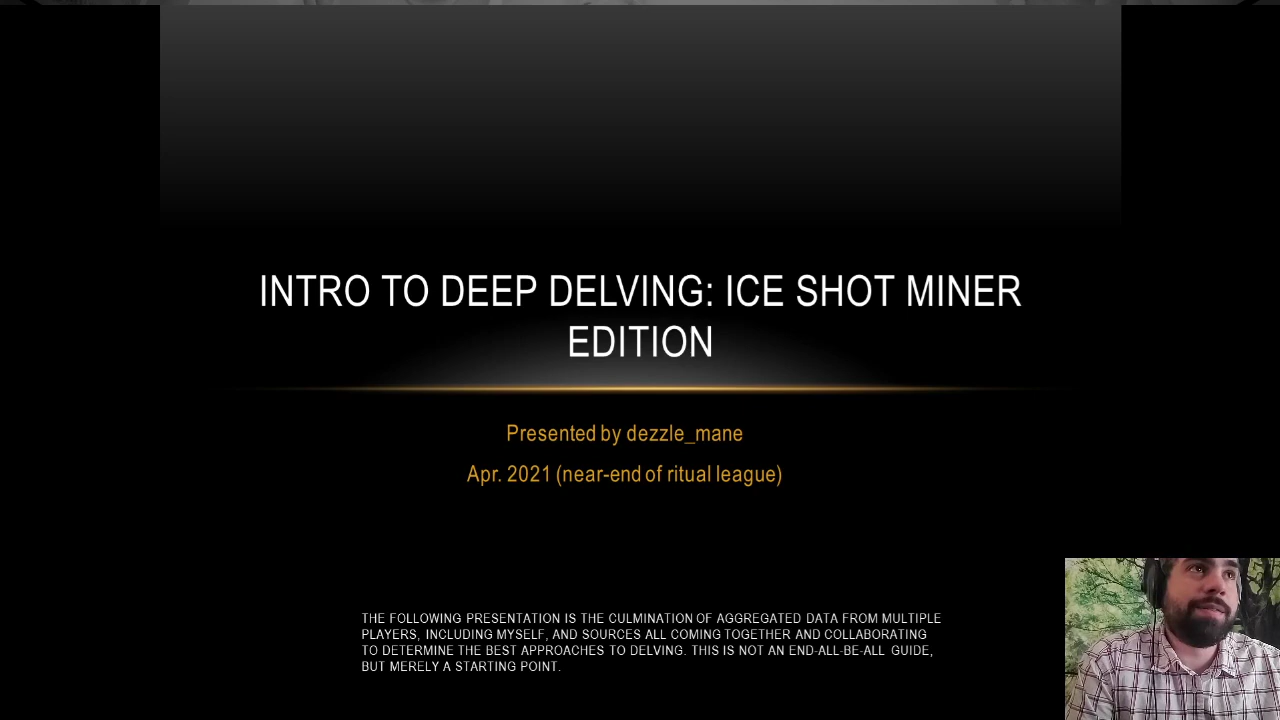 INTRO TO DEEP DELVING: ICE SHOT MINER
EDITION
Presented by dezzle_mane
Apr. 2021 (near-end of ritual league)
THE FOLLOWING PRESENTATION IS THE CULMINATION OF AGGREGATED DATA FROM MULTIPLE
PLAYERS, INCLUDING MYSELF, AND SOURCES ALL COMING TOGETHER AND COLLABORATING
TO DETERMINE THE BEST APPROACHES TO DELVING. THIS IS NOT AN END-ALL-BE-ALL GUIDE,
BUT MERELY A STARTING POINT.